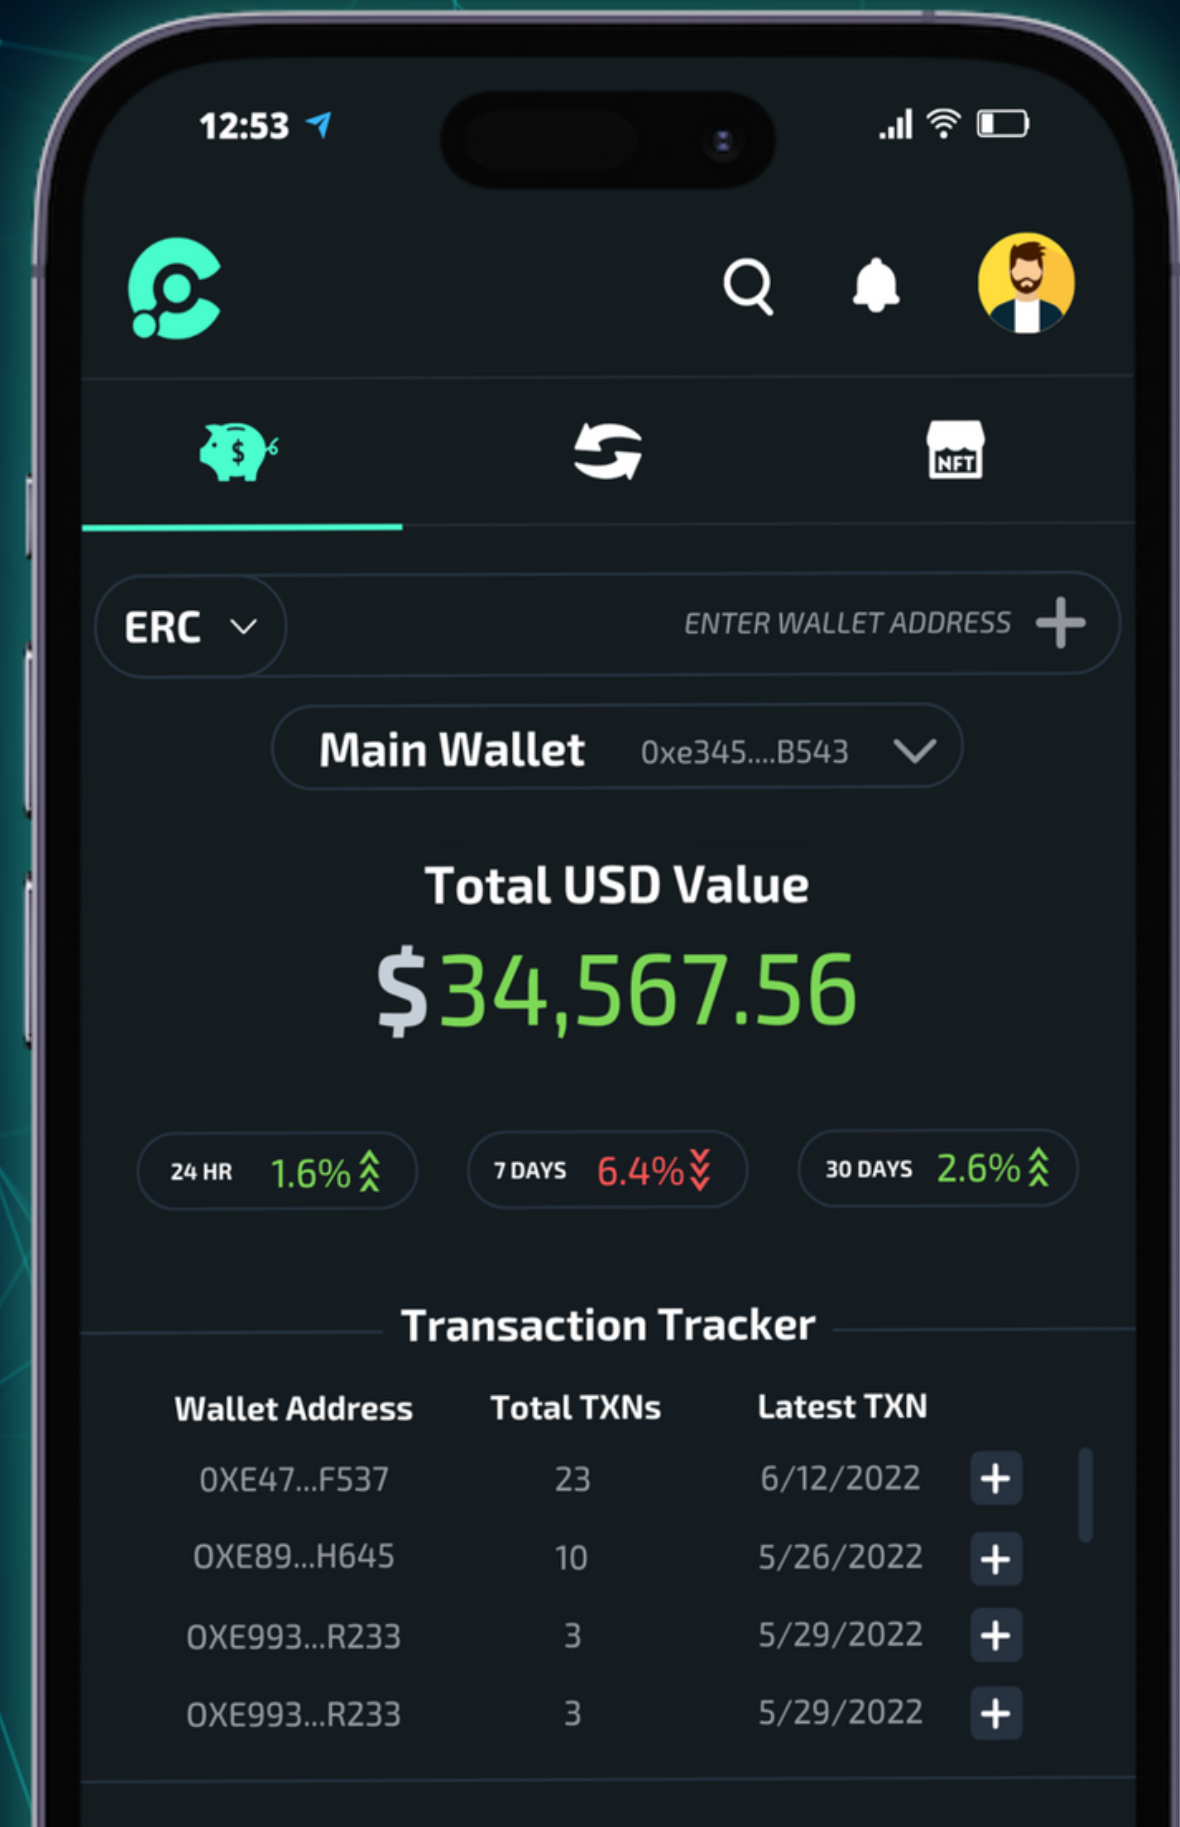 12:53
$
NFT
ERC ENTER WALLET ADDRESS
Main Wallet 0xe345....B543
Total USD Value
$34,567.56
24 HR 1.6% 7 DAYS 6.4% 30 DAYS 2.6%
Transaction Tracker
Wallet Address Total TXNs Latest TXN
0XE47...F537 23 6/12/2022
0XE89...H645 10 5/26/2022
0XE993...R233 3 5/29/2022
0XE993...R233 3 5/29/2022